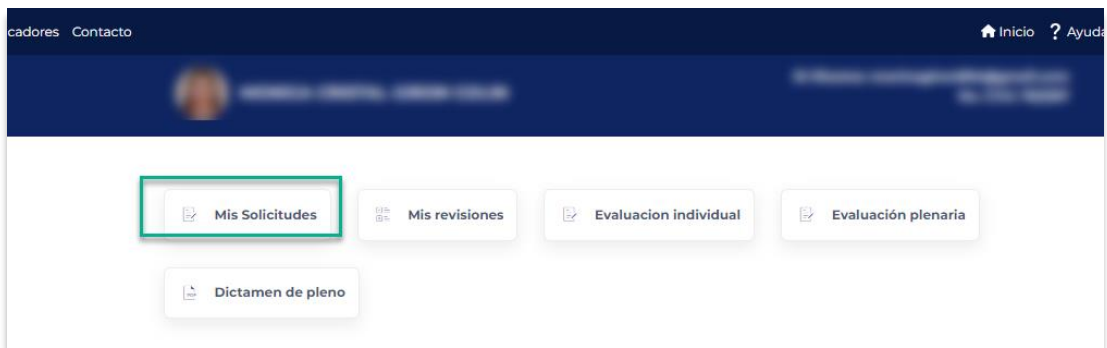 cadores Contacto Inicio ? Ayuda
Mis Solicitudes Mis revisiones Evaluacion individual Evaluación plenaria
Dictamen de pleno